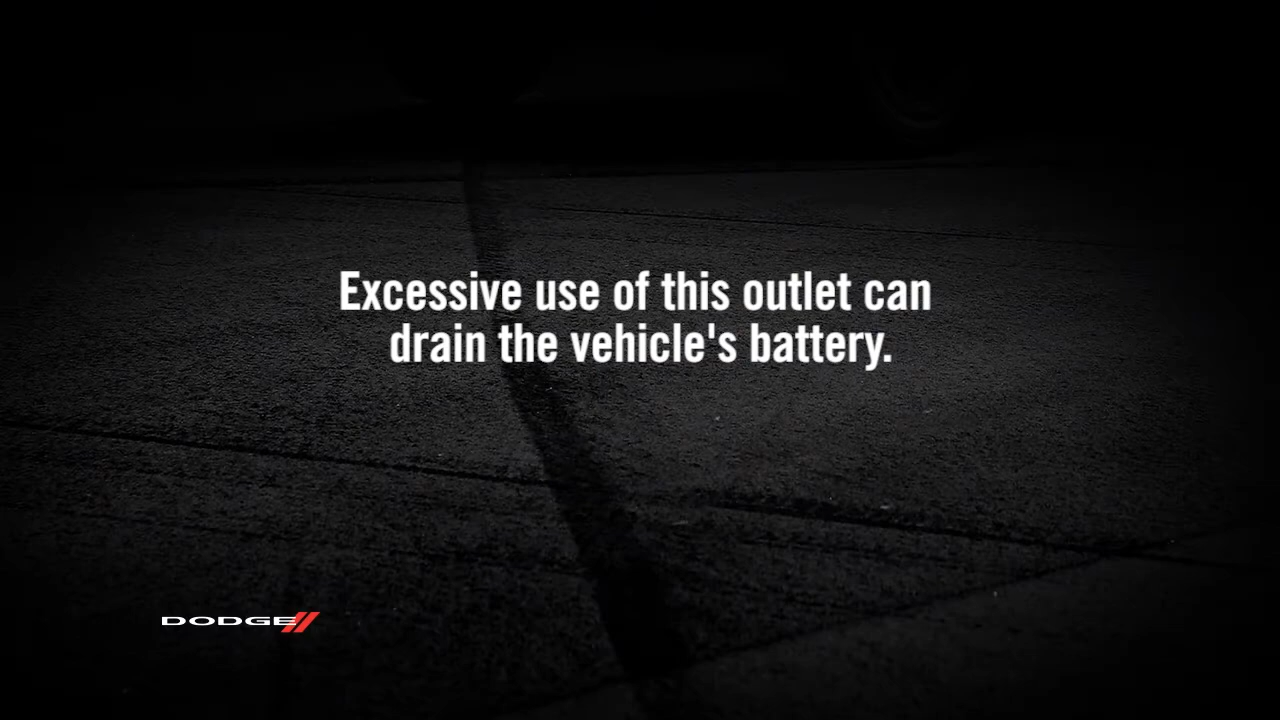 Excessive use of this outlet can
drain the vehicle's battery.
DODGE